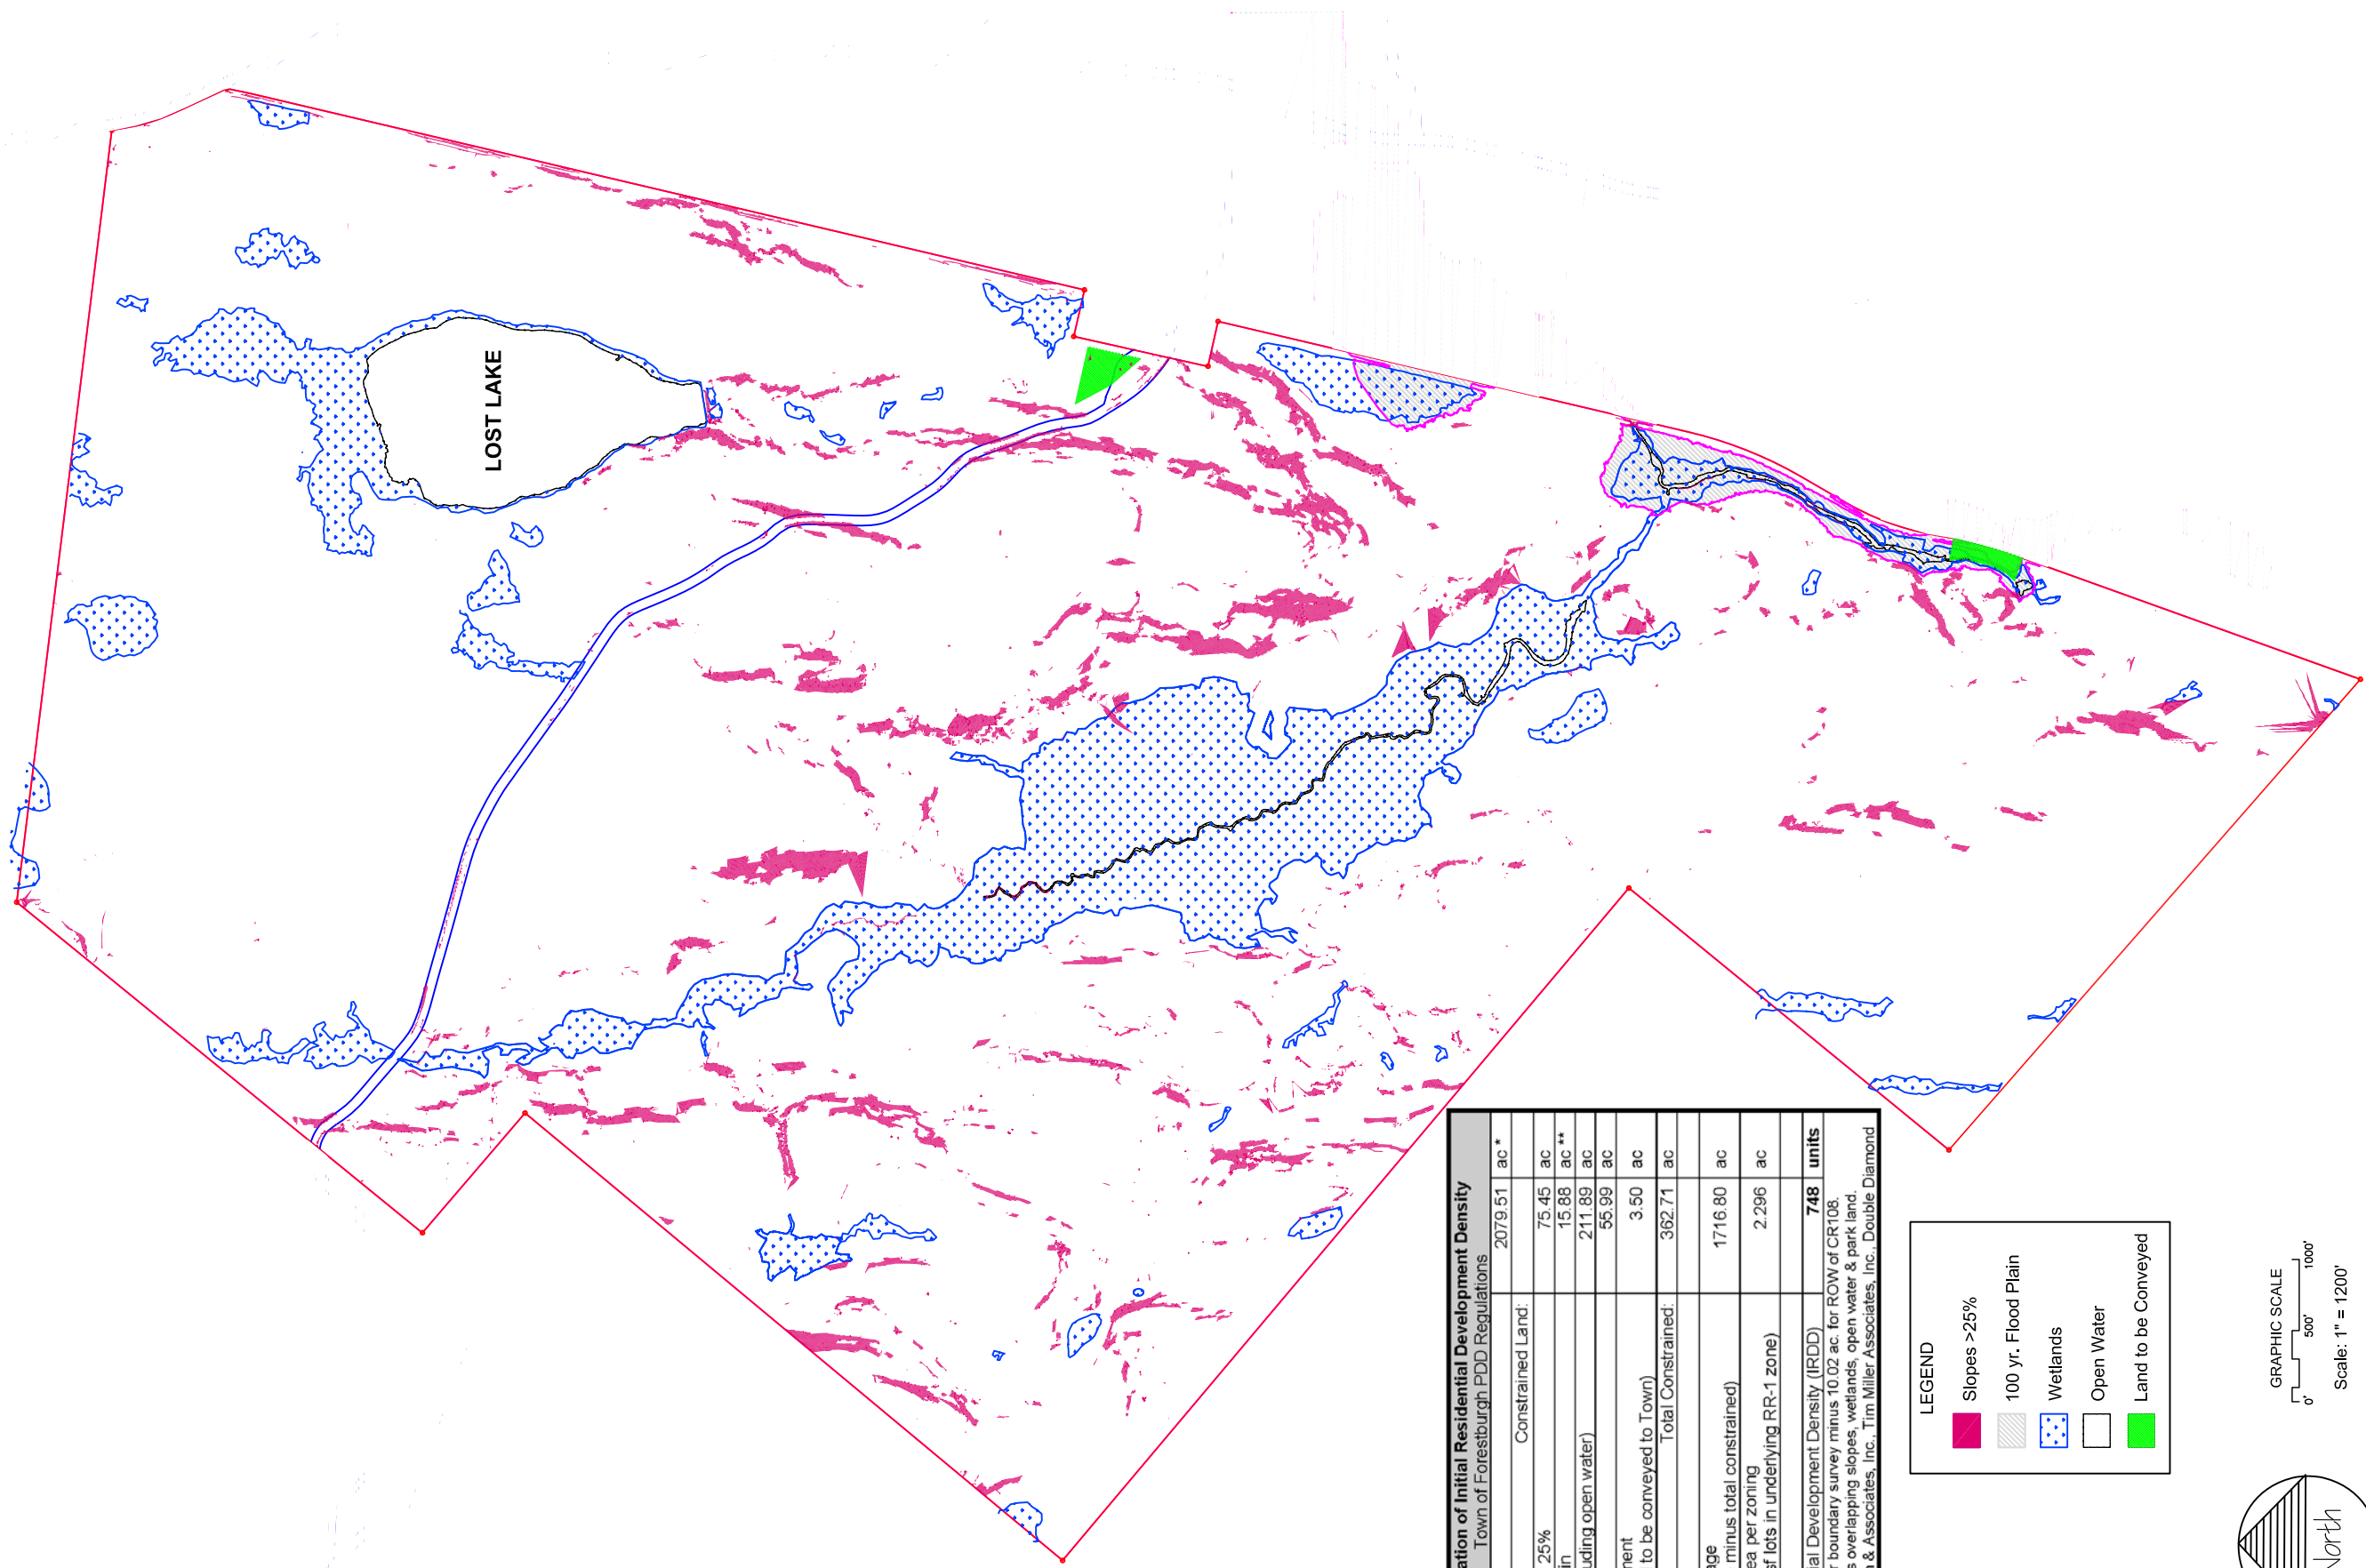 LOST LAKE
ation of Initial Residential Development Density
Town of Forestburgh PDD Regulations
2079.51 ac *
Constrained Land:
25% 75.45 ac
in 15.88 ac **
uding open water) 211.89 ac
55.99 ac
nent
to be conveyed to Town) 3.50 ac
Total Constrained: 362.71 ac
age
minus total constrained) 1716.80 ac
ea per zoning
of lots in underlying RR-1 zone) 2.296 ac
ial Development Density (IRDD) 748 units
r boundary survey minus 10.02 ac. for ROW of CR108.
s overlapping slopes, wetlands, open water & park land.
& Associates, Inc., Tim Miller Associates, Inc., Double Diamond
LEGEND
Slopes >25%
100 yr. Flood Plain
Wetlands
Open Water
Land to be Conveyed
GRAPHIC SCALE
0' 500' 1000'
Scale: 1" = 1200'
North